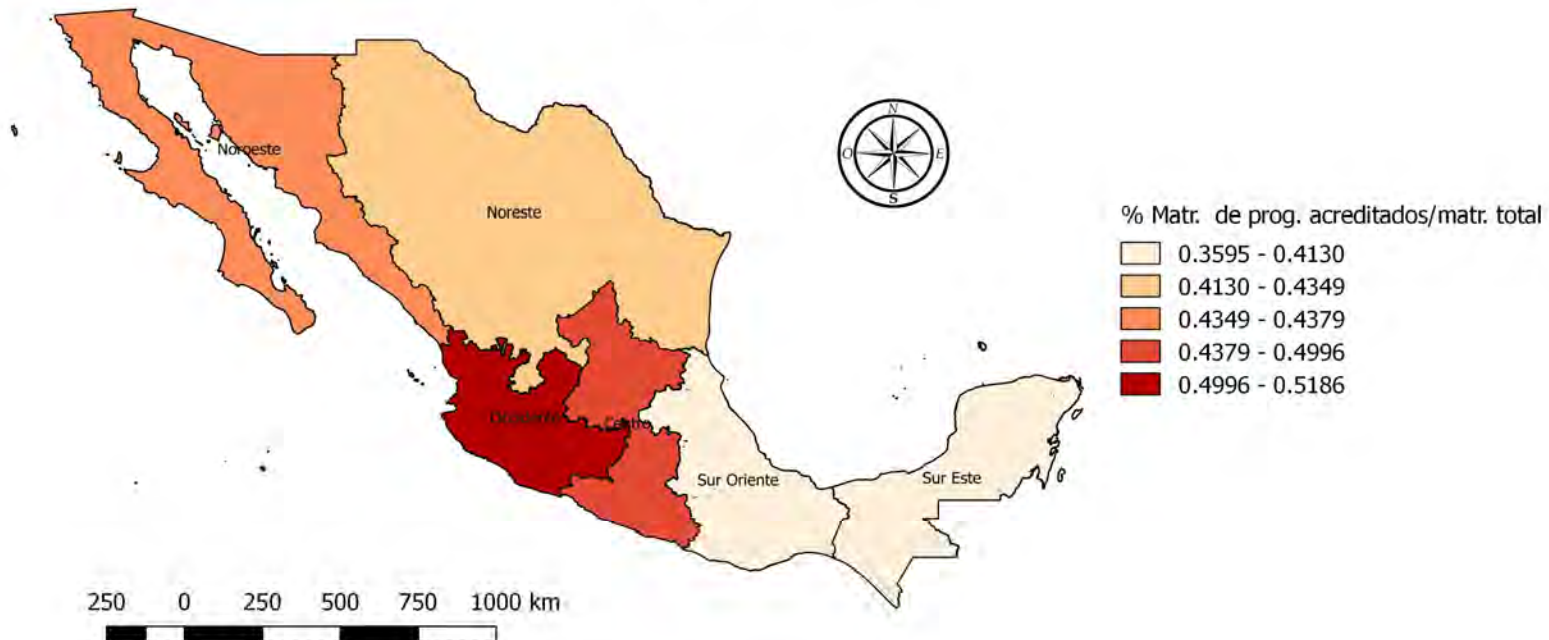 N
O
E
S
Noroeste
Noreste
Occidente
Centro
Sur Oriente
Sur Este
% Matr. de prog. acreditados/matr. total
0.3595 - 0.4130
0.4130 - 0.4349
0.4349 - 0.4379
0.4379 - 0.4996
0.4996 - 0.5186
250 0 250 500 750 1000 km